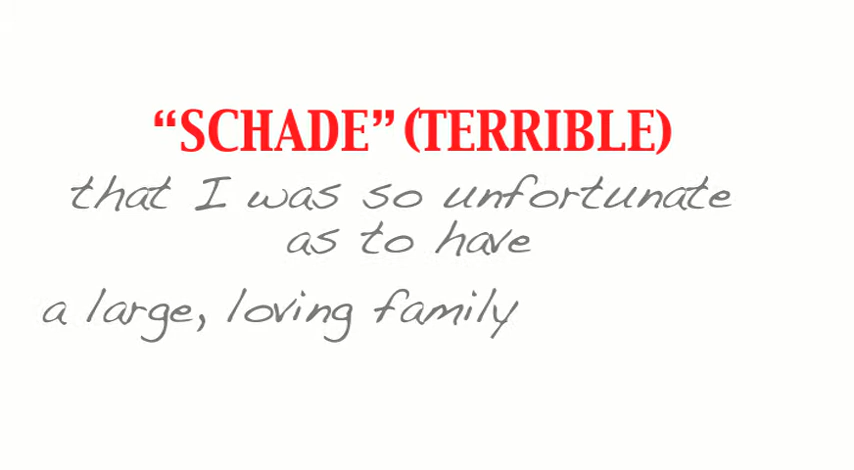 “SCHADE” (TERRIBLE)
that I was so unfortunate
as to have
a large, loving family